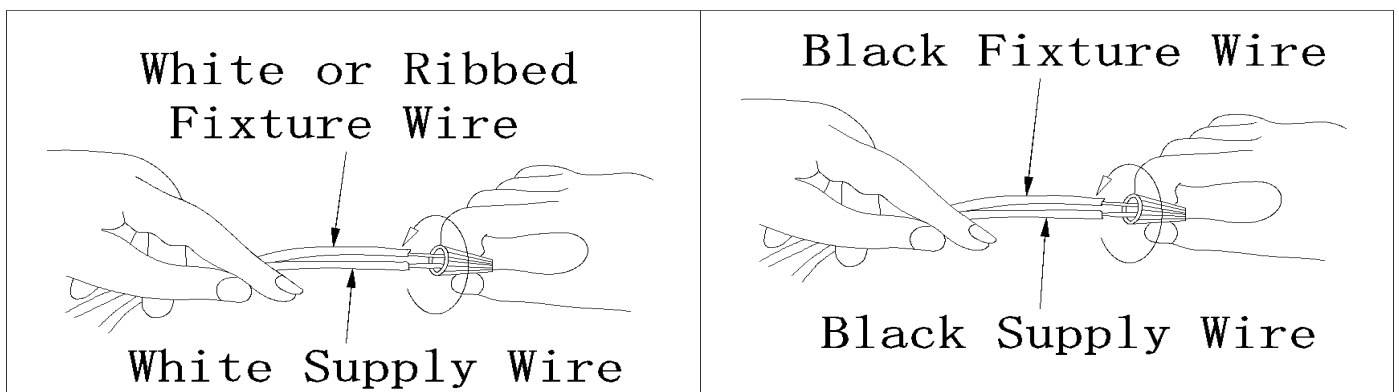 White or Ribbed
Fixture Wire
White Supply Wire
Black Fixture Wire
Black Supply Wire